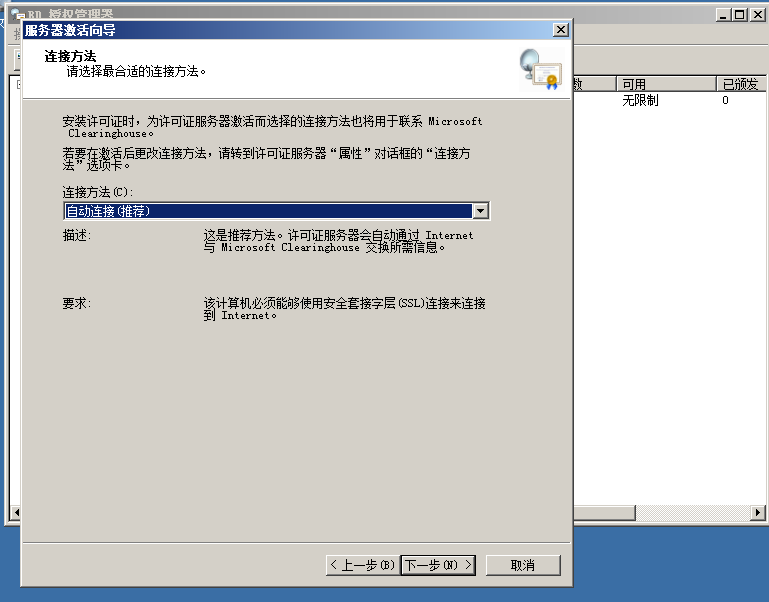 RD 授权管理器
服务器激活向导
连接方法
请选择最合适的连接方法。
数 可用 已颁发
无限制 0
安装许可证时，为许可证服务器激活而选择的连接方法也将用于联系 Microsoft
Clearinghouse。
若要在激活后更改连接方法，请转到许可证服务器“属性”对话框的“连接方
法”选项卡。
连接方法(C):
自动连接(推荐)
描述: 这是推荐方法。许可证服务器会自动通过 Internet
与 Microsoft Clearinghouse 交换所需信息。
要求: 该计算机必须能够使用安全套接字层(SSL)连接来连接
到 Internet。
< 上一步(B) 下一步(N) > 取消